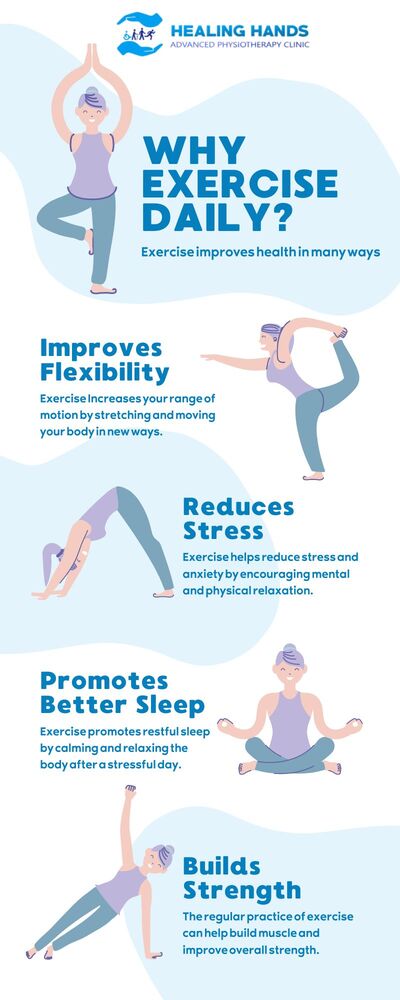 HEALING HANDS
ADVANCED PHYSIOTHERAPY CLINIC
WHY
EXERCISE
DAILY?
Exercise improves health in many ways
Improves
Flexibility
Exercise Increases your range of
motion by stretching and moving
your body in new ways.
Reduces
Stress
Exercise helps reduce stress and
anxiety by encouraging mental
and physical relaxation.
Promotes
Better Sleep
Exercise promotes restful sleep
by calming and relaxing the
body after a stressful day.
Builds
Strength
The regular practice of exercise
can help build muscle and
improve overall strength.